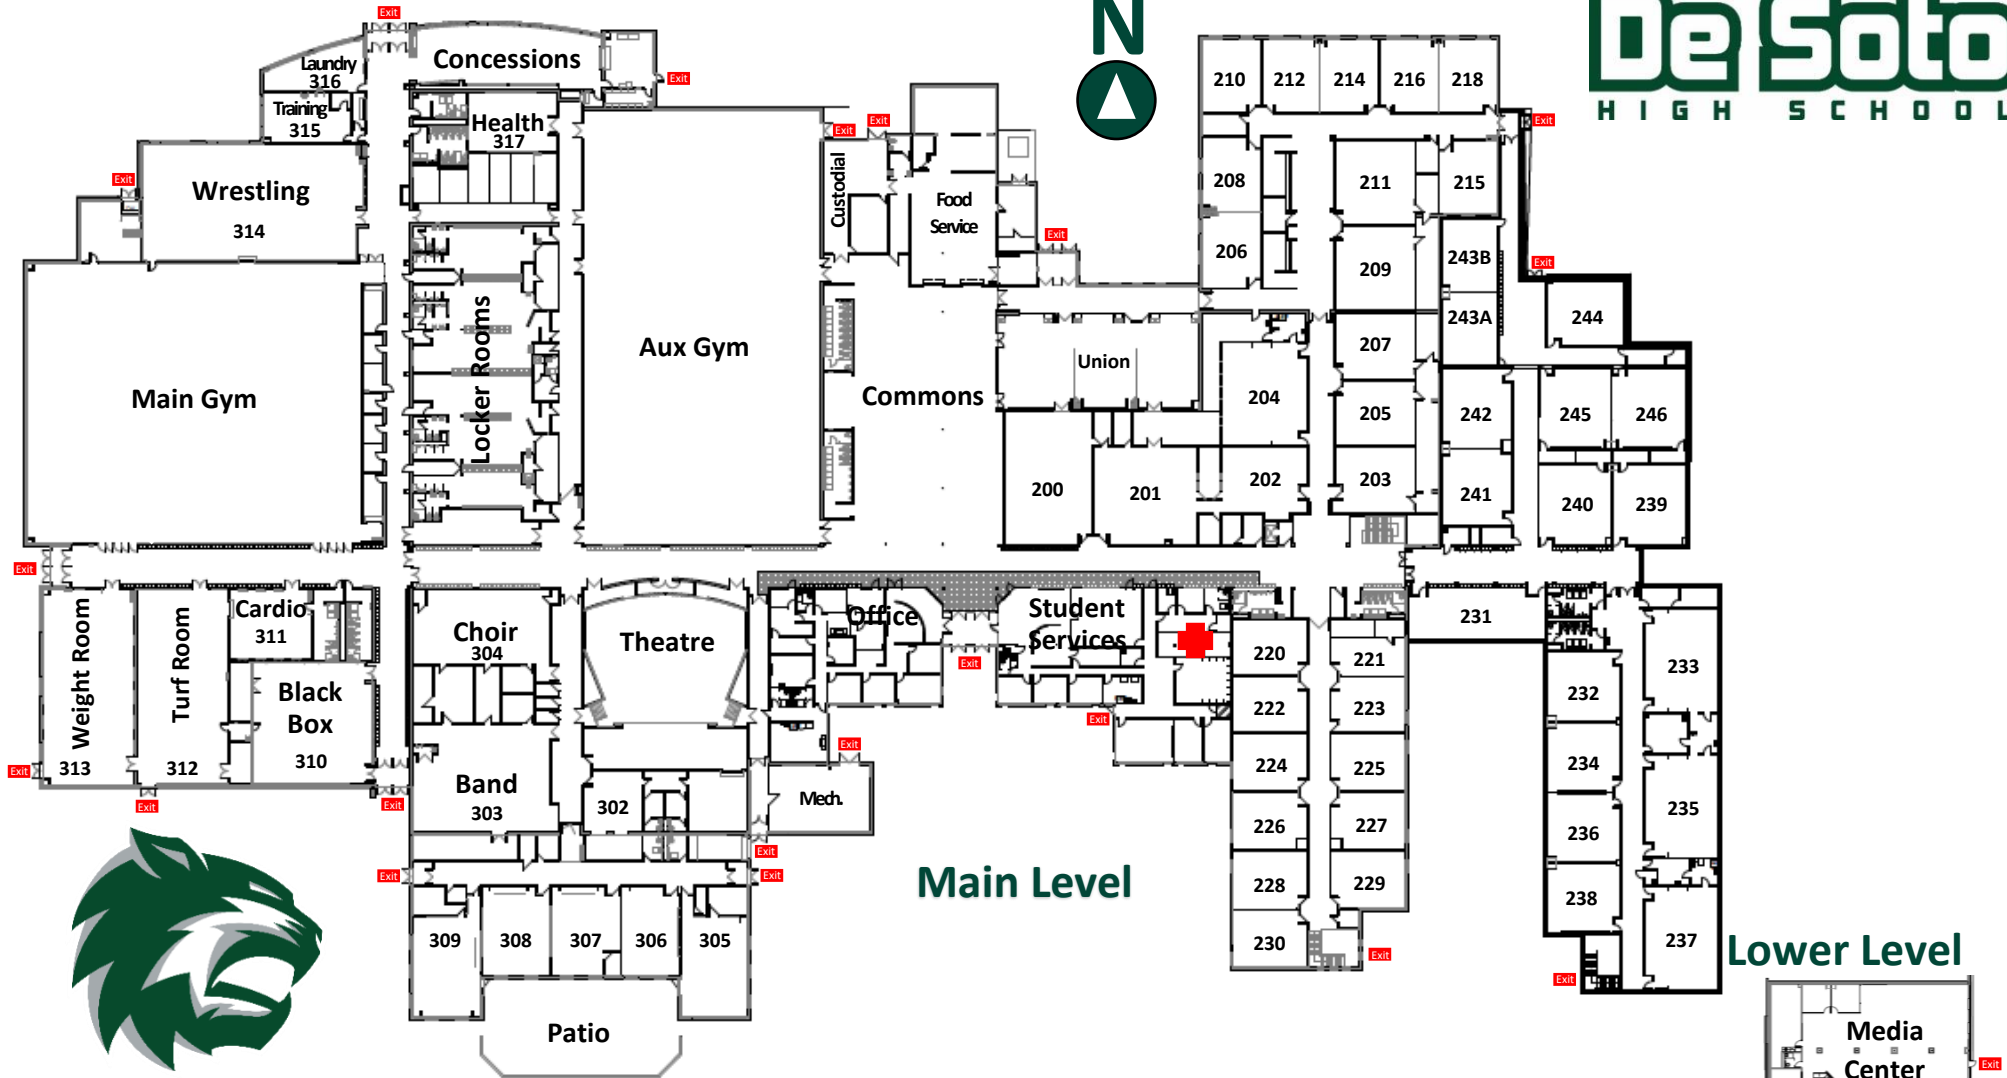 De Soto
HIGH SCHOOL
N
Exit
Concessions
Exit
Laundry
316
Training
315
Health
317
Exit
Wrestling
314
Exit
Exit
Custodial
Food
Service
Exit
210
212
214
216
218
Exit
208
211
215
206
209
243B
Exit
243A
244
Main Gym
Locker Rooms
Aux Gym
Commons
Union
204
207
205
242
245
246
200
201
202
203
241
240
239
Exit
Weight Room
313
Exit
Turf Room
312
Exit
Cardio
311
Black
Box
310
Exit
Choir
304
Theatre
Office
Exit
Student
Services
Exit
Band
303
302
Exit
Mech.
Exit
Exit
Exit
220
221
222
223
224
225
226
227
228
229
230
Exit
231
232
233
234
235
236
238
237
Exit
309
308
307
306
305
Patio
Main Level
Lower Level
Media
Center
Exit